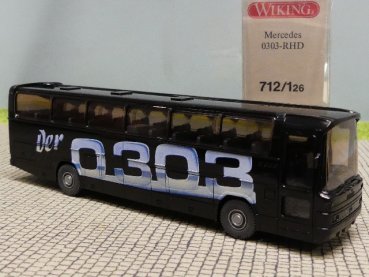 WIKING
Mercedes
0303-RHD
712/126
Der 0303